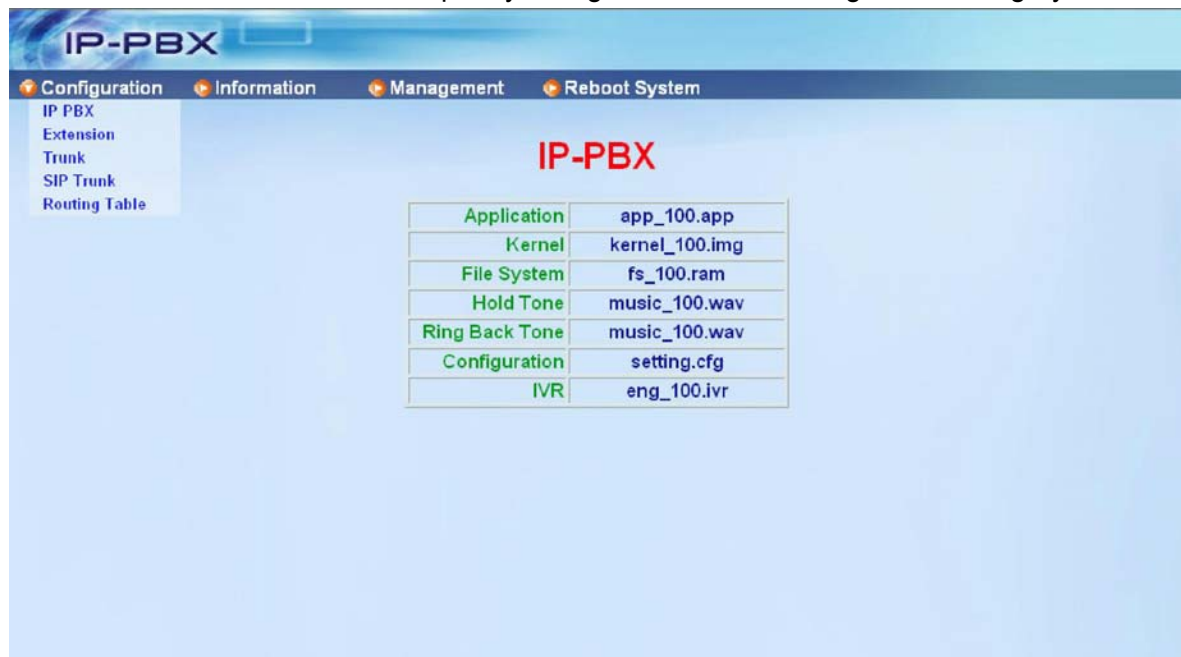 IP-PBX
Configuration Information Management Reboot System
IP PBX
Extension
Trunk
SIP Trunk
Routing Table
IP-PBX
Application app_100.app
Kernel kernel_100.img
File System fs_100.ram
Hold Tone music_100.wav
Ring Back Tone music_100.wav
Configuration setting.cfg
IVR eng_100.ivr